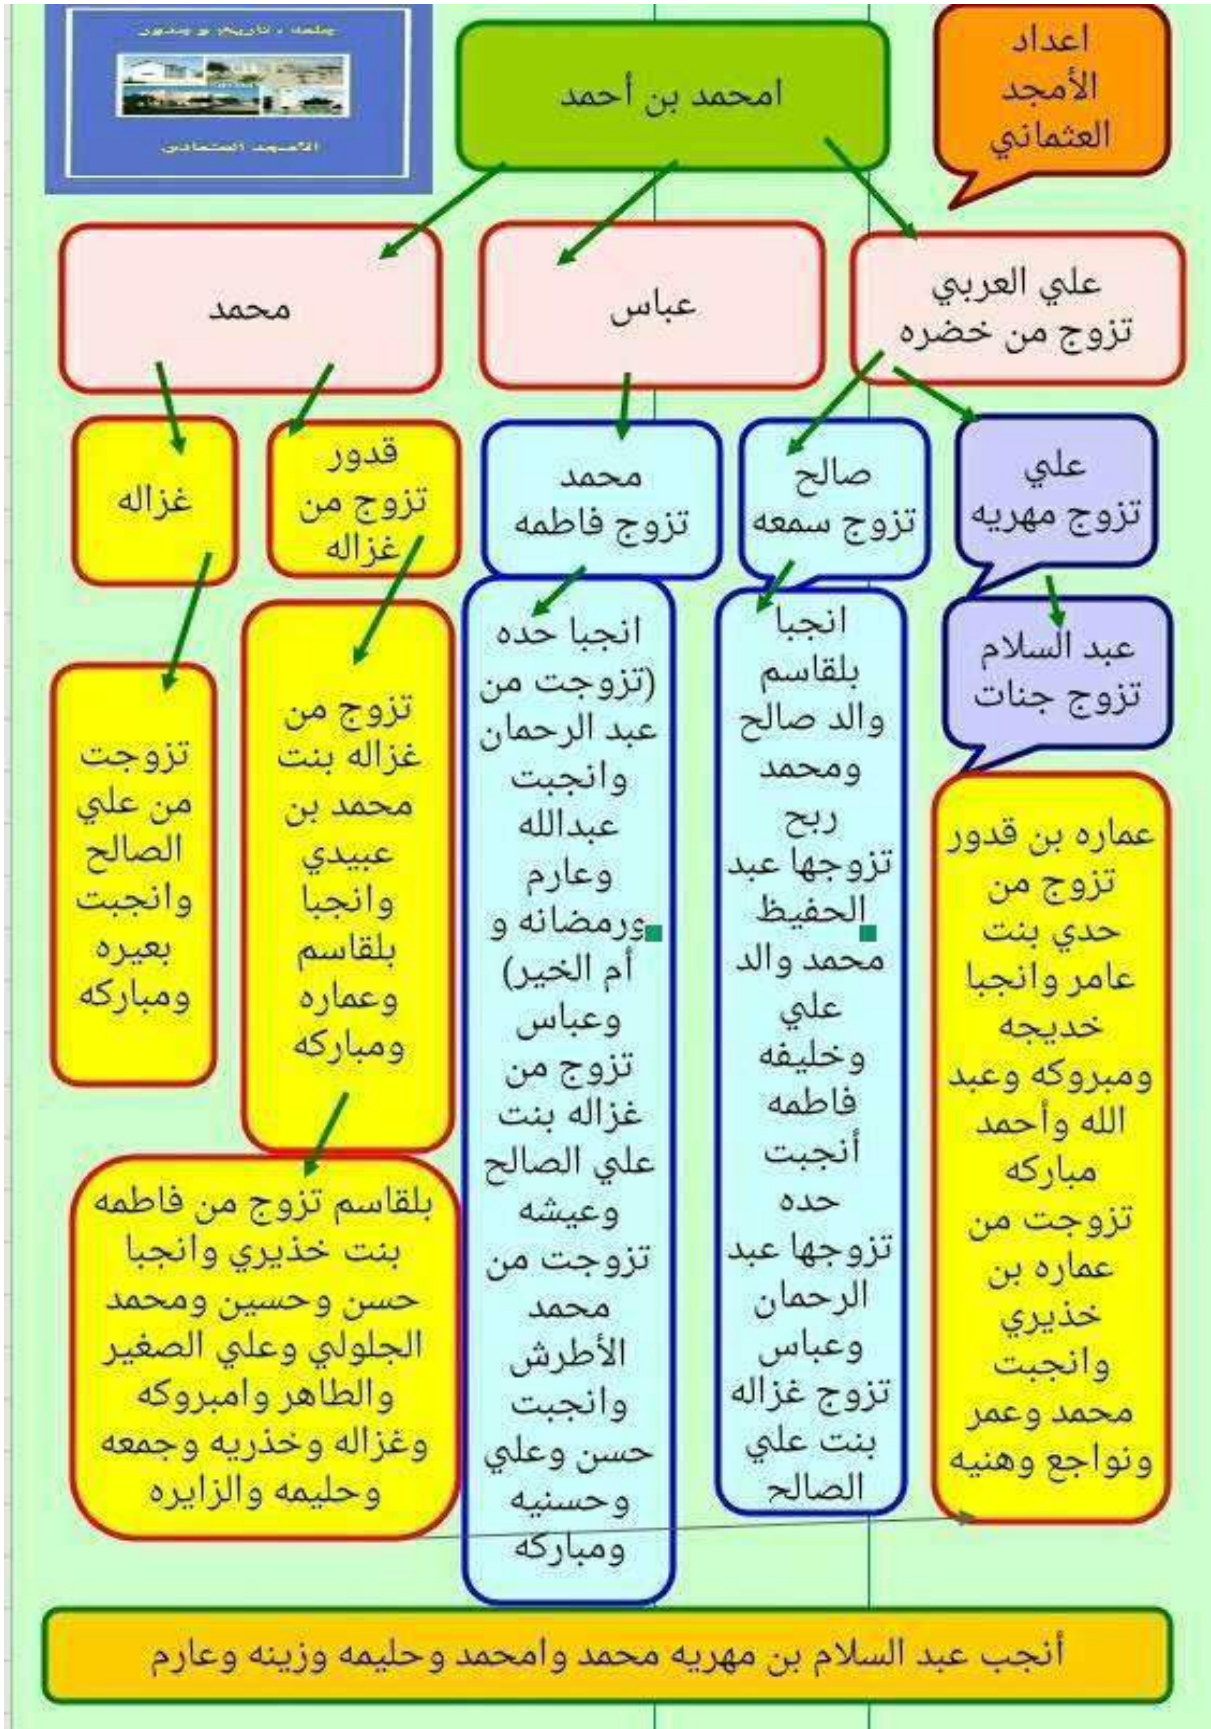 اعداد
الأمجد
العثماني
امحمد بن أحمد
علي العربي
تزوج من خضره
عباس
محمد
علي
تزوج مهريه
صالح
تزوج سمعه
محمد
تزوج فاطمه
قدور
تزوج من
غزاله
غزاله
عبد السلام
تزوج جنات
عماره بن قدور
تزوج من
حدي بنت
عامر وانجبا
خديجه
ومبروكه وعبد
الله وأحمد
مباركه
تزوجت من
عماره بن
خذيري
وانجبت
محمد وعمر
ونواجع وهنيه
انجبا
بلقاسم
والد صالح
ومحمد
ربح
تزوجها عبد
الحفيظ
محمد والد
علي
وخليفه
فاطمه
أنجبت
حده
تزوجها عبد
الرحمان
وعباس
تزوج غزاله
بنت علي
الصالح
انجبا حده
(تزوجت من
عبد الرحمان
وانجبت
عبدالله
وعارم
ورمضانه و
أم الخير)
وعباس
تزوج من
غزاله بنت
علي الصالح
وعيشه
تزوجت من
محمد
الأطرش
وانجبت
حسن وعلي
وحسنيه
ومباركه
تزوج من
غزاله بنت
محمد بن
عبيدي
وانجبا
بلقاسم
وعماره
ومباركه
تزوجت
من علي
الصالح
وانجبت
بعيره
ومباركه
بلقاسم تزوج من فاطمه
بنت خذيري وانجبا
حسن وحسين ومحمد
الجلولي وعلي الصغير
والطاهر وامبروكه
وغزاله وخذريه وجمعه
وحليمه والزايره
أنجب عبد السلام بن مهريه محمد وامحمد وحليمه وزينه وعارم